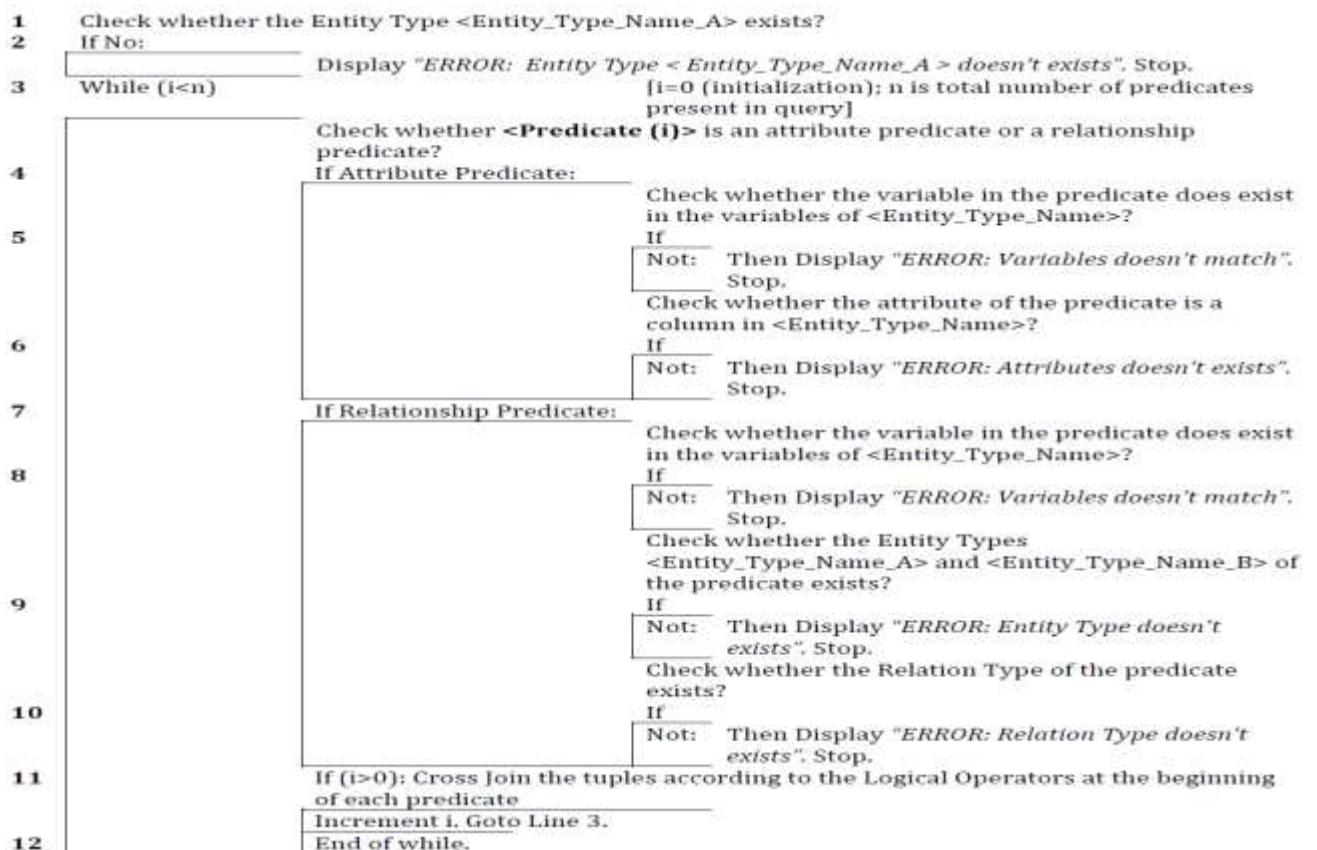 1 Check whether the Entity Type <Entity_Type_Name_A> exists?
2 If No:
Display "ERROR: Entity Type < Entity_Type_Name_A > doesn't exists". Stop.
3 While (i<n) [i=0 (initialization); n is total number of predicates
present in query]
Check whether <Predicate (i)> is an attribute predicate or a relationship
predicate?
4 If Attribute Predicate:
Check whether the variable in the predicate does exist
in the variables of <Entity_Type_Name>?
5 If
Not: Then Display "ERROR: Variables doesn't match".
Stop.
Check whether the attribute of the predicate is a
column in <Entity_Type_Name>?
6 If
Not: Then Display "ERROR: Attributes doesn't exists".
Stop.
7 If Relationship Predicate:
Check whether the variable in the predicate does exist
in the variables of <Entity_Type_Name>?
8 If
Not: Then Display "ERROR: Variables doesn't match".
Stop.
Check whether the Entity Types
<Entity_Type_Name_A> and <Entity_Type_Name_B> of
the predicate exists?
9 If
Not: Then Display "ERROR: Entity Type doesn't
exists". Stop.
Check whether the Relation Type of the predicate
exists?
10 If
Not: Then Display "ERROR: Relation Type doesn't
exists". Stop.
11 If (i>0): Cross Join the tuples according to the Logical Operators at the beginning
of each predicate
Increment i. Goto Line 3.
12 End of while.